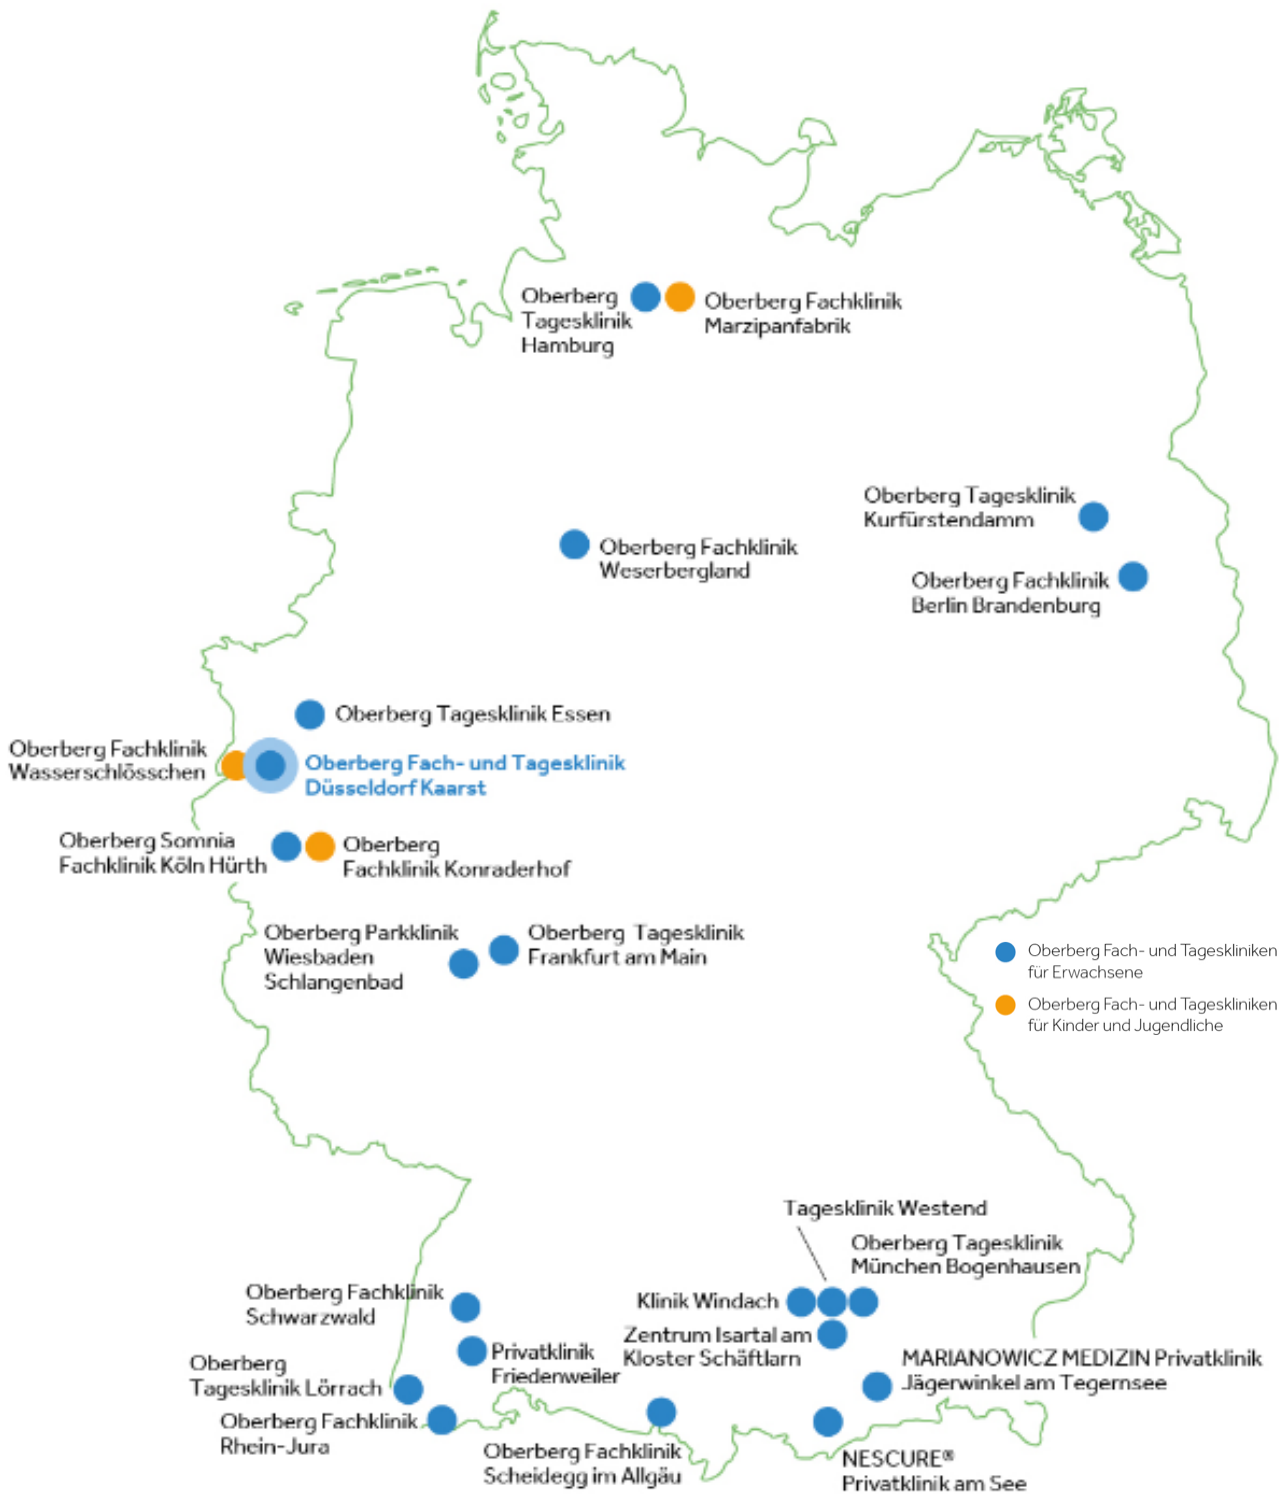 Oberberg
Tagesklinik
Hamburg
Oberberg Fachklinik
Marzipanfabrik
Oberberg Tagesklinik
Kurfürstendamm
Oberberg Fachklinik
Weserbergland
Oberberg Fachklinik
Berlin Brandenburg
Oberberg Tagesklinik Essen
Oberberg Fachklinik
Wasserschlösschen
Oberberg Fach- und Tagesklinik
Düsseldorf Kaarst
Oberberg Somnia
Fachklinik Köln Hürth
Oberberg
Fachklinik Konraderhof
Oberberg Parkklinik
Wiesbaden
Schlangenbad
Oberberg Tagesklinik
Frankfurt am Main
Oberberg Fach- und Tageskliniken
für Erwachsene
Oberberg Fach- und Tageskliniken
für Kinder und Jugendliche
Tagesklinik Westend
Oberberg Tagesklinik
München Bogenhausen
Klinik Windach
Zentrum Isartal am
Kloster Schäftlarn
Oberberg Fachklinik
Schwarzwald
Privatklinik
Friedenweiler
Oberberg
Tagesklinik Lörrach
MARIANOWICZ MEDIZIN Privatklinik
Jägerwinkel am Tegernsee
Oberberg Fachklinik
Rhein-Jura
Oberberg Fachklinik
Scheidegg im Allgäu
NESCURE®
Privatklinik am See